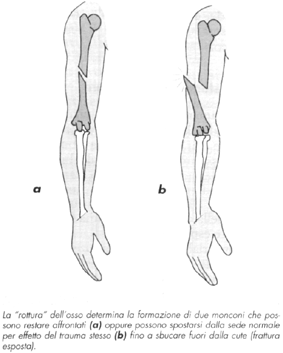 a
b
La "rottura" dell'osso determina la formazione di due monconi che pos-
sono restare affrontati (a) oppure possono spostarsi dalla sede normale
per effetto del trauma stesso (b) fino a sbucare fuori dalla cute (frattura
esposta).